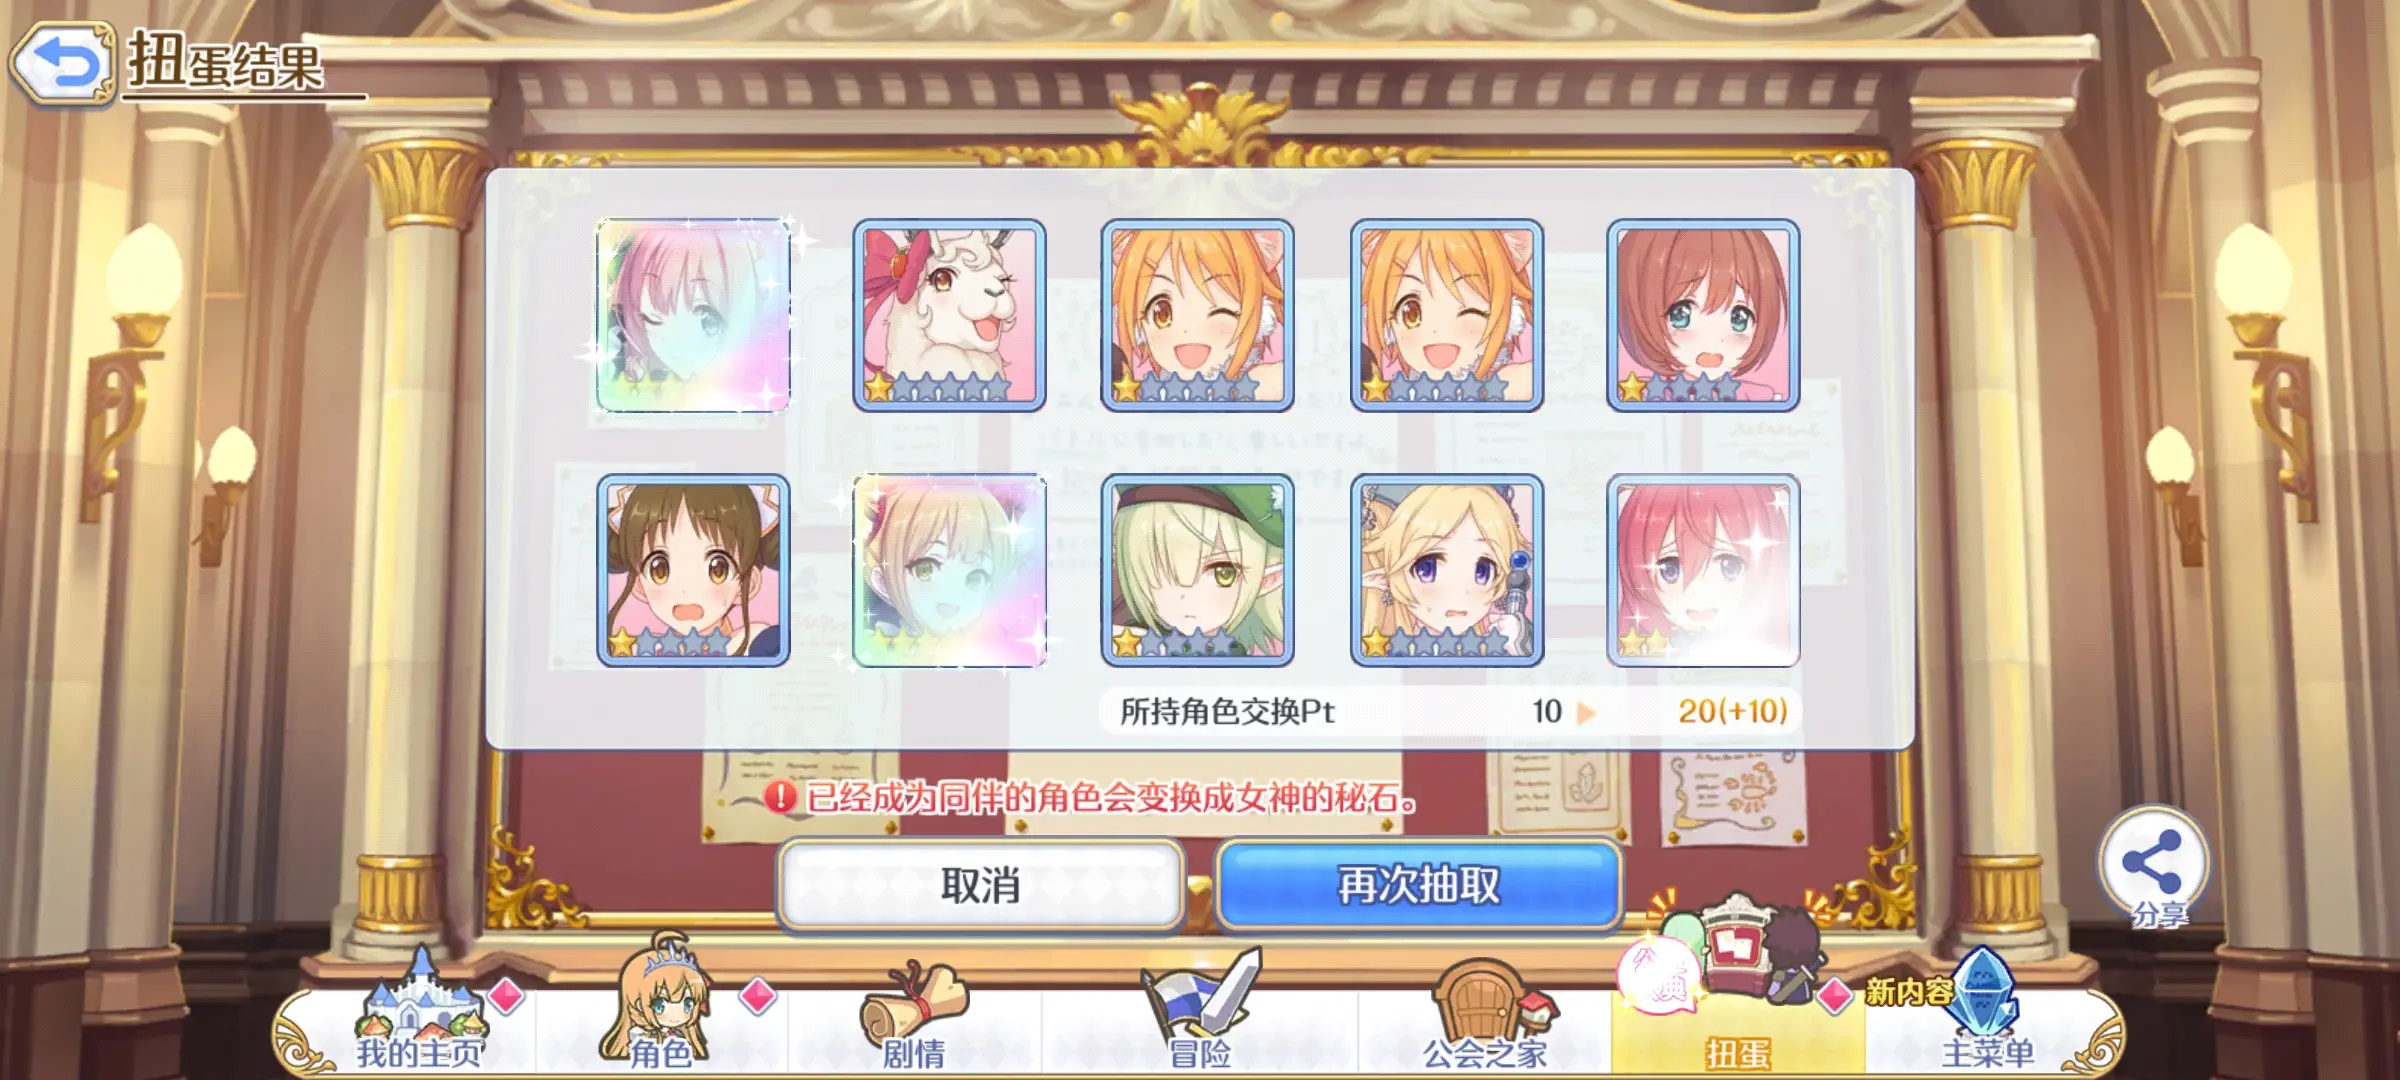 扭蛋结果
所持角色交换Pt 10 20(+10)
已经成为同伴的角色会变换成女神的秘石。
取消
再次抽取
分享
新内容
我的主页
角色
剧情
冒险
公会之家
扭蛋
主菜单